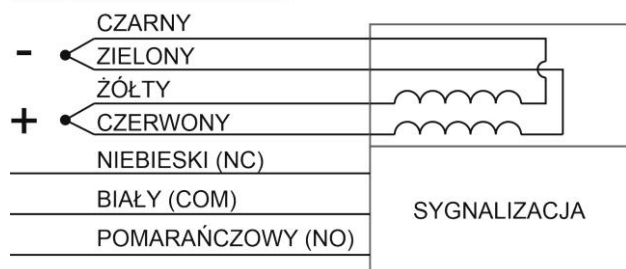 CZARNY
- ZIELONY
ŻÓŁTY
+ CZERWONY
NIEBIESKI (NC)
BIAŁY (COM)
SYGNALIZACJA
POMARAŃCZOWY (NO)